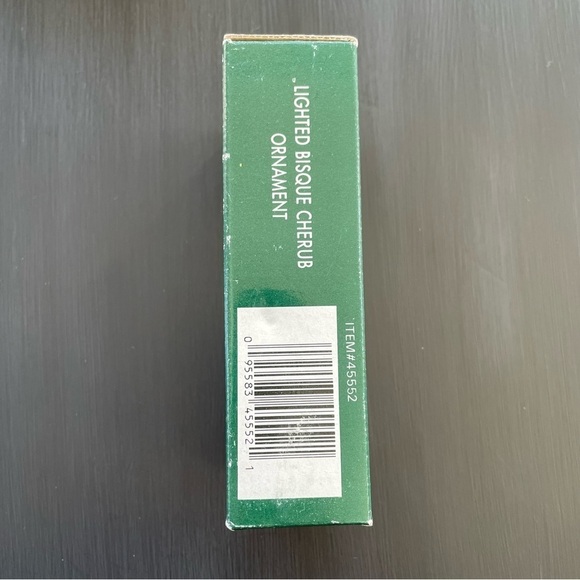 LIGHTED BISQUE CHERUB
ORNAMENT
ITEM#45552
0 95583 45552 1